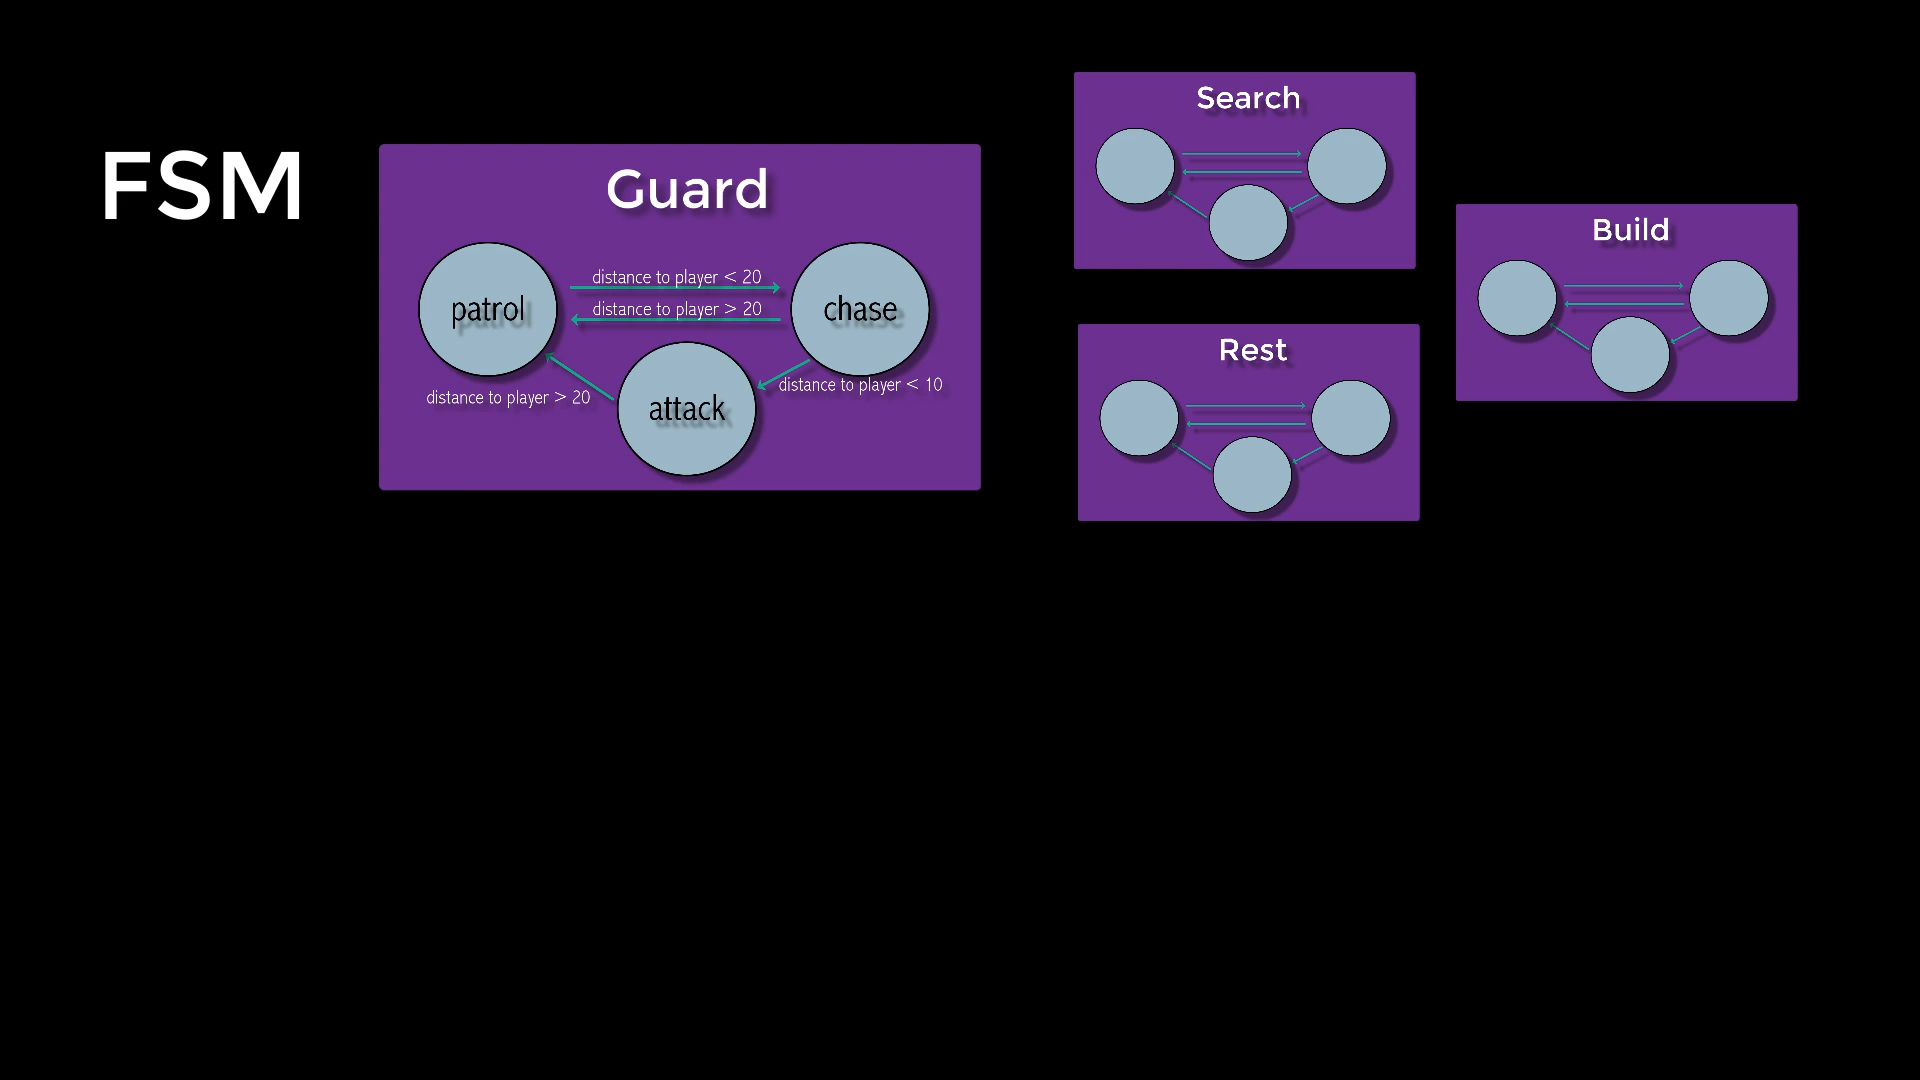 FSM
Guard
distance to player < 20
patrol
distance to player > 20
chase
distance to player < 10
distance to player > 20
attack
Search
Build
Rest